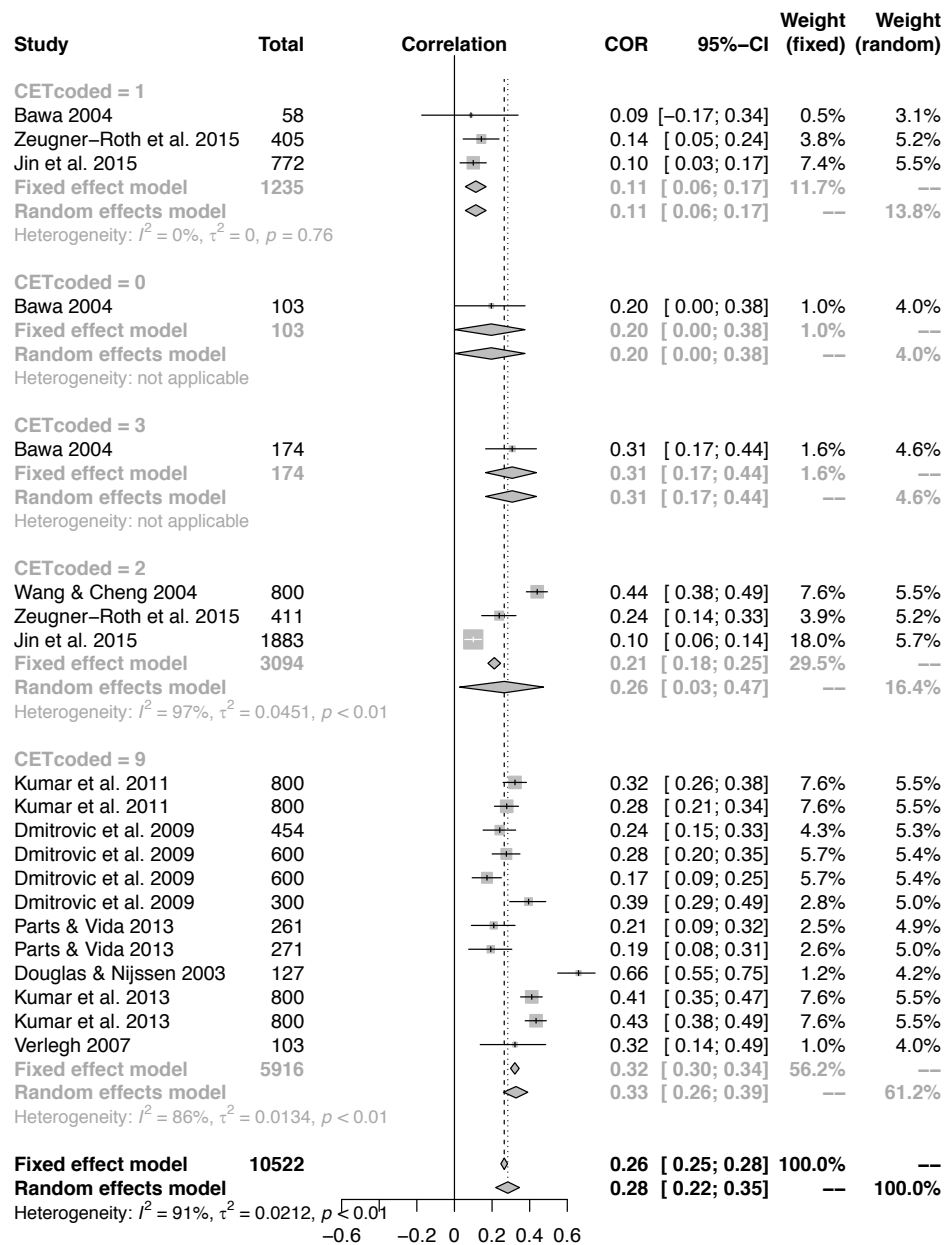 Weight Weight
Study Total Correlation COR 95%−CI (fixed) (random)
CETcoded = 1
Bawa 2004 58 0.09 [−0.17; 0.34] 0.5% 3.1%
Zeugner−Roth et al. 2015 405 0.14 [ 0.05; 0.24] 3.8% 5.2%
Jin et al. 2015 772 0.10 [ 0.03; 0.17] 7.4% 5.5%
Fixed effect model 1235 0.11 [ 0.06; 0.17] 11.7% −−
Random effects model 0.11 [ 0.06; 0.17] −− 13.8%
Heterogeneity: I² = 0%, τ² = 0, p = 0.76
CETcoded = 0
Bawa 2004 103 0.20 [ 0.00; 0.38] 1.0% 4.0%
Fixed effect model 103 0.20 [ 0.00; 0.38] 1.0% −−
Random effects model 0.20 [ 0.00; 0.38] −− 4.0%
Heterogeneity: not applicable
CETcoded = 3
Bawa 2004 174 0.31 [ 0.17; 0.44] 1.6% 4.6%
Fixed effect model 174 0.31 [ 0.17; 0.44] 1.6% −−
Random effects model 0.31 [ 0.17; 0.44] −− 4.6%
Heterogeneity: not applicable
CETcoded = 2
Wang & Cheng 2004 800 0.44 [ 0.38; 0.49] 7.6% 5.5%
Zeugner−Roth et al. 2015 411 0.24 [ 0.14; 0.33] 3.9% 5.2%
Jin et al. 2015 1883 0.10 [ 0.06; 0.14] 18.0% 5.7%
Fixed effect model 3094 0.21 [ 0.18; 0.25] 29.5% −−
Random effects model 0.26 [ 0.03; 0.47] −− 16.4%
Heterogeneity: I² = 97%, τ² = 0.0451, p < 0.01
CETcoded = 9
Kumar et al. 2011 800 0.32 [ 0.26; 0.38] 7.6% 5.5%
Kumar et al. 2011 800 0.28 [ 0.21; 0.34] 7.6% 5.5%
Dmitrovic et al. 2009 454 0.24 [ 0.15; 0.33] 4.3% 5.3%
Dmitrovic et al. 2009 600 0.28 [ 0.20; 0.35] 5.7% 5.4%
Dmitrovic et al. 2009 600 0.17 [ 0.09; 0.25] 5.7% 5.4%
Dmitrovic et al. 2009 300 0.39 [ 0.29; 0.49] 2.8% 5.0%
Parts & Vida 2013 261 0.21 [ 0.09; 0.32] 2.5% 4.9%
Parts & Vida 2013 271 0.19 [ 0.08; 0.31] 2.6% 5.0%
Douglas & Nijssen 2003 127 0.66 [ 0.55; 0.75] 1.2% 4.2%
Kumar et al. 2013 800 0.41 [ 0.35; 0.47] 7.6% 5.5%
Kumar et al. 2013 800 0.43 [ 0.38; 0.49] 7.6% 5.5%
Verlegh 2007 103 0.32 [ 0.14; 0.49] 1.0% 4.0%
Fixed effect model 5916 0.32 [ 0.30; 0.34] 56.2% −−
Random effects model 0.33 [ 0.26; 0.39] −− 61.2%
Heterogeneity: I² = 86%, τ² = 0.0134, p < 0.01
Fixed effect model 10522 0.26 [ 0.25; 0.28] 100.0% −−
Random effects model 0.28 [ 0.22; 0.35] −− 100.0%
Heterogeneity: I² = 91%, τ² = 0.0212, p < 0.01
−0.6 −0.2 0 0.2 0.4 0.6